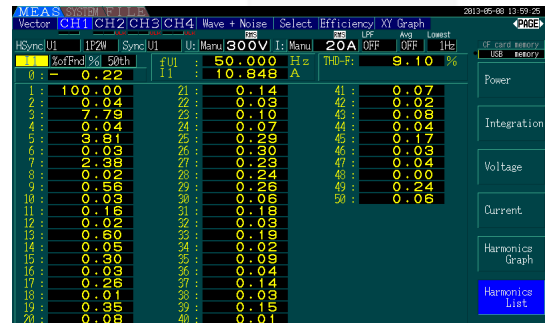 MEAS SYSTEM FILE 2013-05-08 13:59:25
Vector CH1 CH2 CH3 CH4 Wave + Noise Select Efficiency XY Graph ◀PAGE▶
RMS RMS LPF Avg Lowest
HSync U1 1P2W Sync U1 U: Manu 300V I: Manu 20A OFF OFF 1Hz
CF card memory
USB memory
I1 %ofFnd % 50th fU1 : 50.000 Hz THD-F: 9.10 %
0 : - 0.22 I1 : 10.848 A
1 : 100.00 21 : 0.14 41 : 0.07
2 : 0.04 22 : 0.03 42 : 0.02
3 : 7.79 23 : 0.10 43 : 0.08
4 : 0.04 24 : 0.07 44 : 0.04
5 : 3.81 25 : 0.29 45 : 0.17
6 : 0.03 26 : 0.30 46 : 0.03
7 : 2.38 27 : 0.23 47 : 0.04
8 : 0.02 28 : 0.24 48 : 0.00
9 : 0.56 29 : 0.26 49 : 0.24
10 : 0.03 30 : 0.06 50 : 0.06
11 : 0.16 31 : 0.18
12 : 0.02 32 : 0.03
13 : 0.60 33 : 0.19
14 : 0.05 34 : 0.02
15 : 0.30 35 : 0.09
16 : 0.03 36 : 0.04
17 : 0.26 37 : 0.14
18 : 0.01 38 : 0.03
19 : 0.35 39 : 0.15
20 : 0.08 40 : 0.01
Power
Integration
Voltage
Current
Harmonics
Graph
Harmonics
List